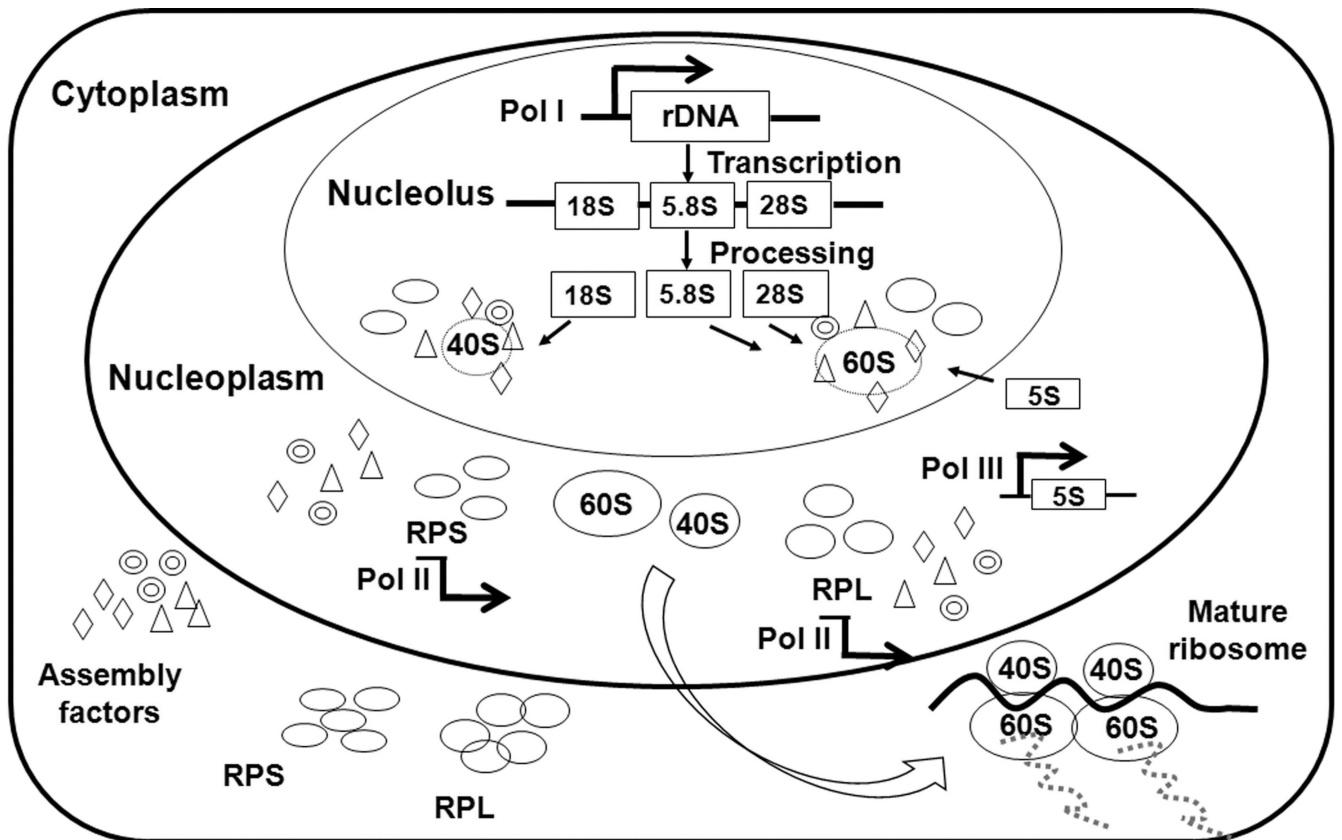 Cytoplasm
Pol I
rDNA
Transcription
Nucleolus
18S
5.8S
28S
Processing
18S
5.8S
28S
40S
60S
5S
Nucleoplasm
Pol III
5S
60S
40S
RPS
Pol II
RPL
Pol II
Assembly
factors
Mature
ribosome
40S
40S
60S
60S
RPS
RPL